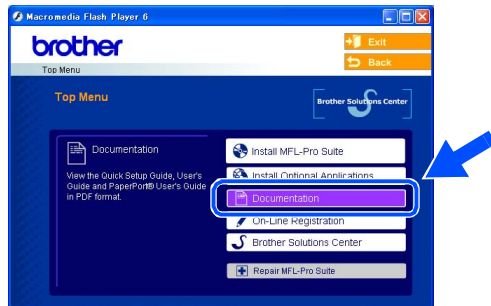 Macromedia Flash Player 6
brother
Exit
Back
Top Menu
Top Menu
Brother Solutions Center
Documentation
View the Quick Setup Guide, User's
Guide and PaperPort® User's Guide
in PDF format.
Install MFL-Pro Suite
Install Optional Applications
Documentation
On-Line Registration
Brother Solutions Center
Repair MFL-Pro Suite